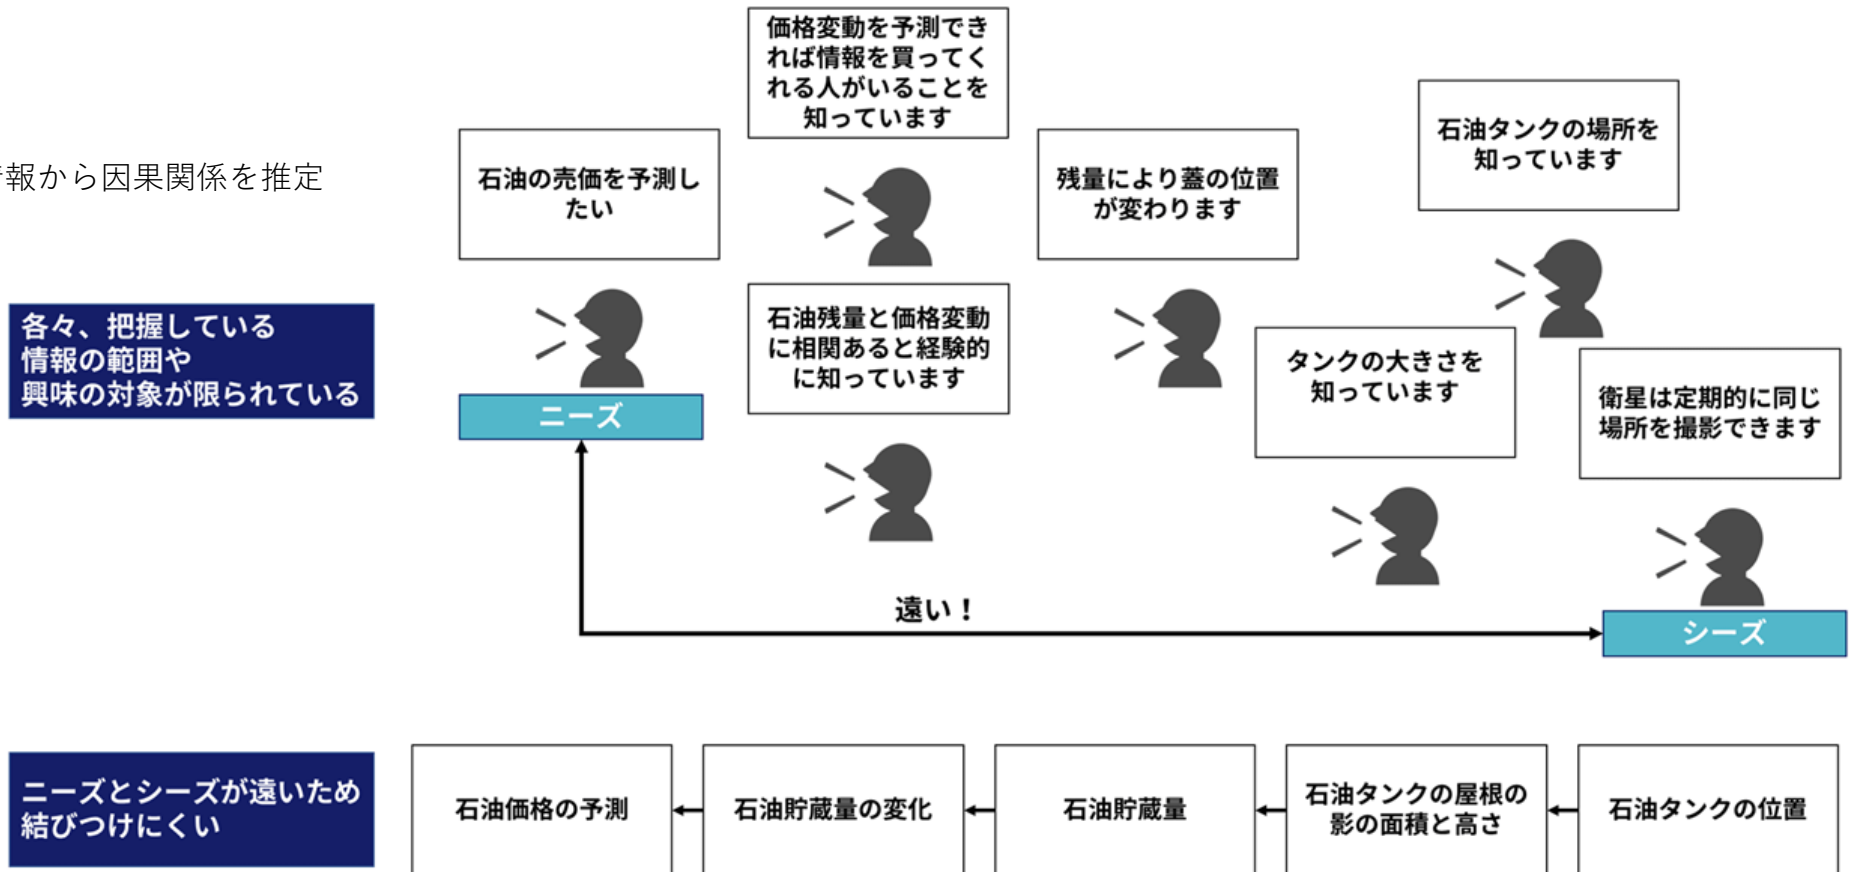 価格変動を予測でき
れば情報を買ってく
れる人がいることを
知っています
石油タンクの場所を
知っています
報から因果関係を推定
石油の売価を予測し
たい
残量により蓋の位置
が変わります
各々、把握している
情報の範囲や
興味の対象が限られている
石油残量と価格変動
に相関あると経験的
に知っています
タンクの大きさを
知っています
衛星は定期的に同じ
場所を撮影できます
ニーズ
遠い！
シーズ
ニーズとシーズが遠いため
結びつけにくい
石油価格の予測
石油貯蔵量の変化
石油貯蔵量
石油タンクの屋根の
影の面積と高さ
石油タンクの位置